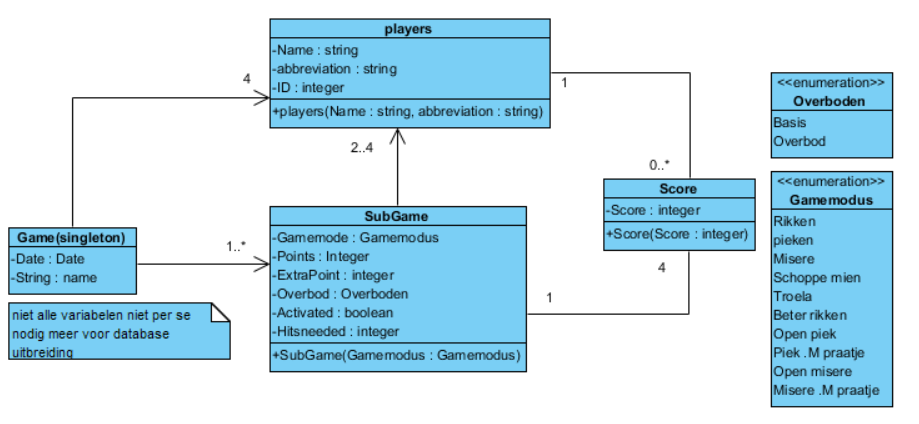 players
-Name : string
-abbreviation : string
-ID : integer
+players(Name : string, abbreviation : string)
4
1
2..4
0..*
<<enumeration>>
Overboden
Basis
Overbod
Game(singleton)
-Date : Date
-String : name
1..*
SubGame
-Gamemode : Gamemodus
-Points : Integer
-ExtraPoint : integer
-Overbod : Overboden
-Activated : boolean
-Hitsneeded : integer
+SubGame(Gamemodus : Gamemodus)
1
4
Score
-Score : integer
+Score(Score : integer)
<<enumeration>>
Gamemodus
Rikken
pieken
Misere
Schoppe mien
Troela
Beter rikken
Open piek
Piek .M praatje
Open misere
Misere .M praatje
niet alle variabelen niet per se
nodig meer voor database
uitbreiding